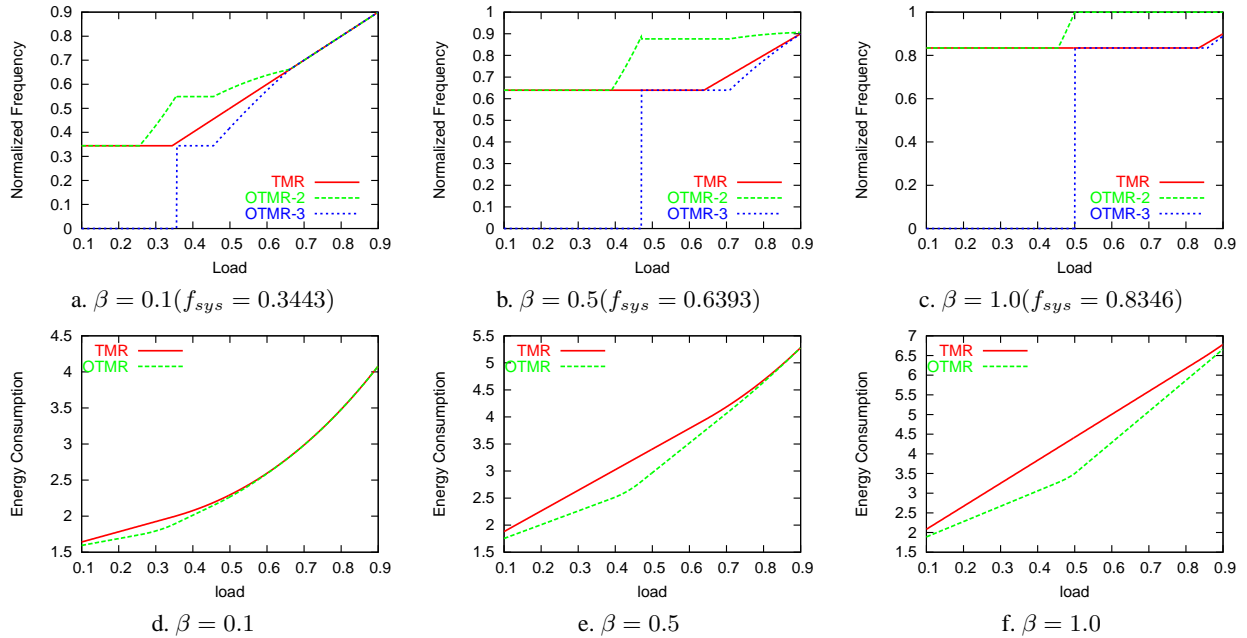 0.9
0.8
0.7
0.6
0.5
0.4
0.3
0.2
0.1
0
Normalized Frequency
TMR
OTMR-2
OTMR-3
0.1 0.2 0.3 0.4 0.5 0.6 0.7 0.8 0.9
Load
a. β = 0.1(f_sys = 0.3443)
1
0.9
0.8
0.7
0.6
0.5
0.4
0.3
0.2
0.1
0
Normalized Frequency
TMR
OTMR-2
OTMR-3
0.1 0.2 0.3 0.4 0.5 0.6 0.7 0.8 0.9
Load
b. β = 0.5(f_sys = 0.6393)
1
0.8
0.6
0.4
0.2
0
Normalized Frequency
TMR
OTMR-2
OTMR-3
0.1 0.2 0.3 0.4 0.5 0.6 0.7 0.8 0.9
Load
c. β = 1.0(f_sys = 0.8346)
4.5
4
3.5
3
2.5
2
1.5
Energy Consumption
TMR
OTMR
0.1 0.2 0.3 0.4 0.5 0.6 0.7 0.8 0.9
load
d. β = 0.1
5.5
5
4.5
4
3.5
3
2.5
2
1.5
Energy Consumption
TMR
OTMR
0.1 0.2 0.3 0.4 0.5 0.6 0.7 0.8 0.9
load
e. β = 0.5
7
6.5
6
5.5
5
4.5
4
3.5
3
2.5
2
1.5
Energy Consumption
TMR
OTMR
0.1 0.2 0.3 0.4 0.5 0.6 0.7 0.8 0.9
load
f. β = 1.0